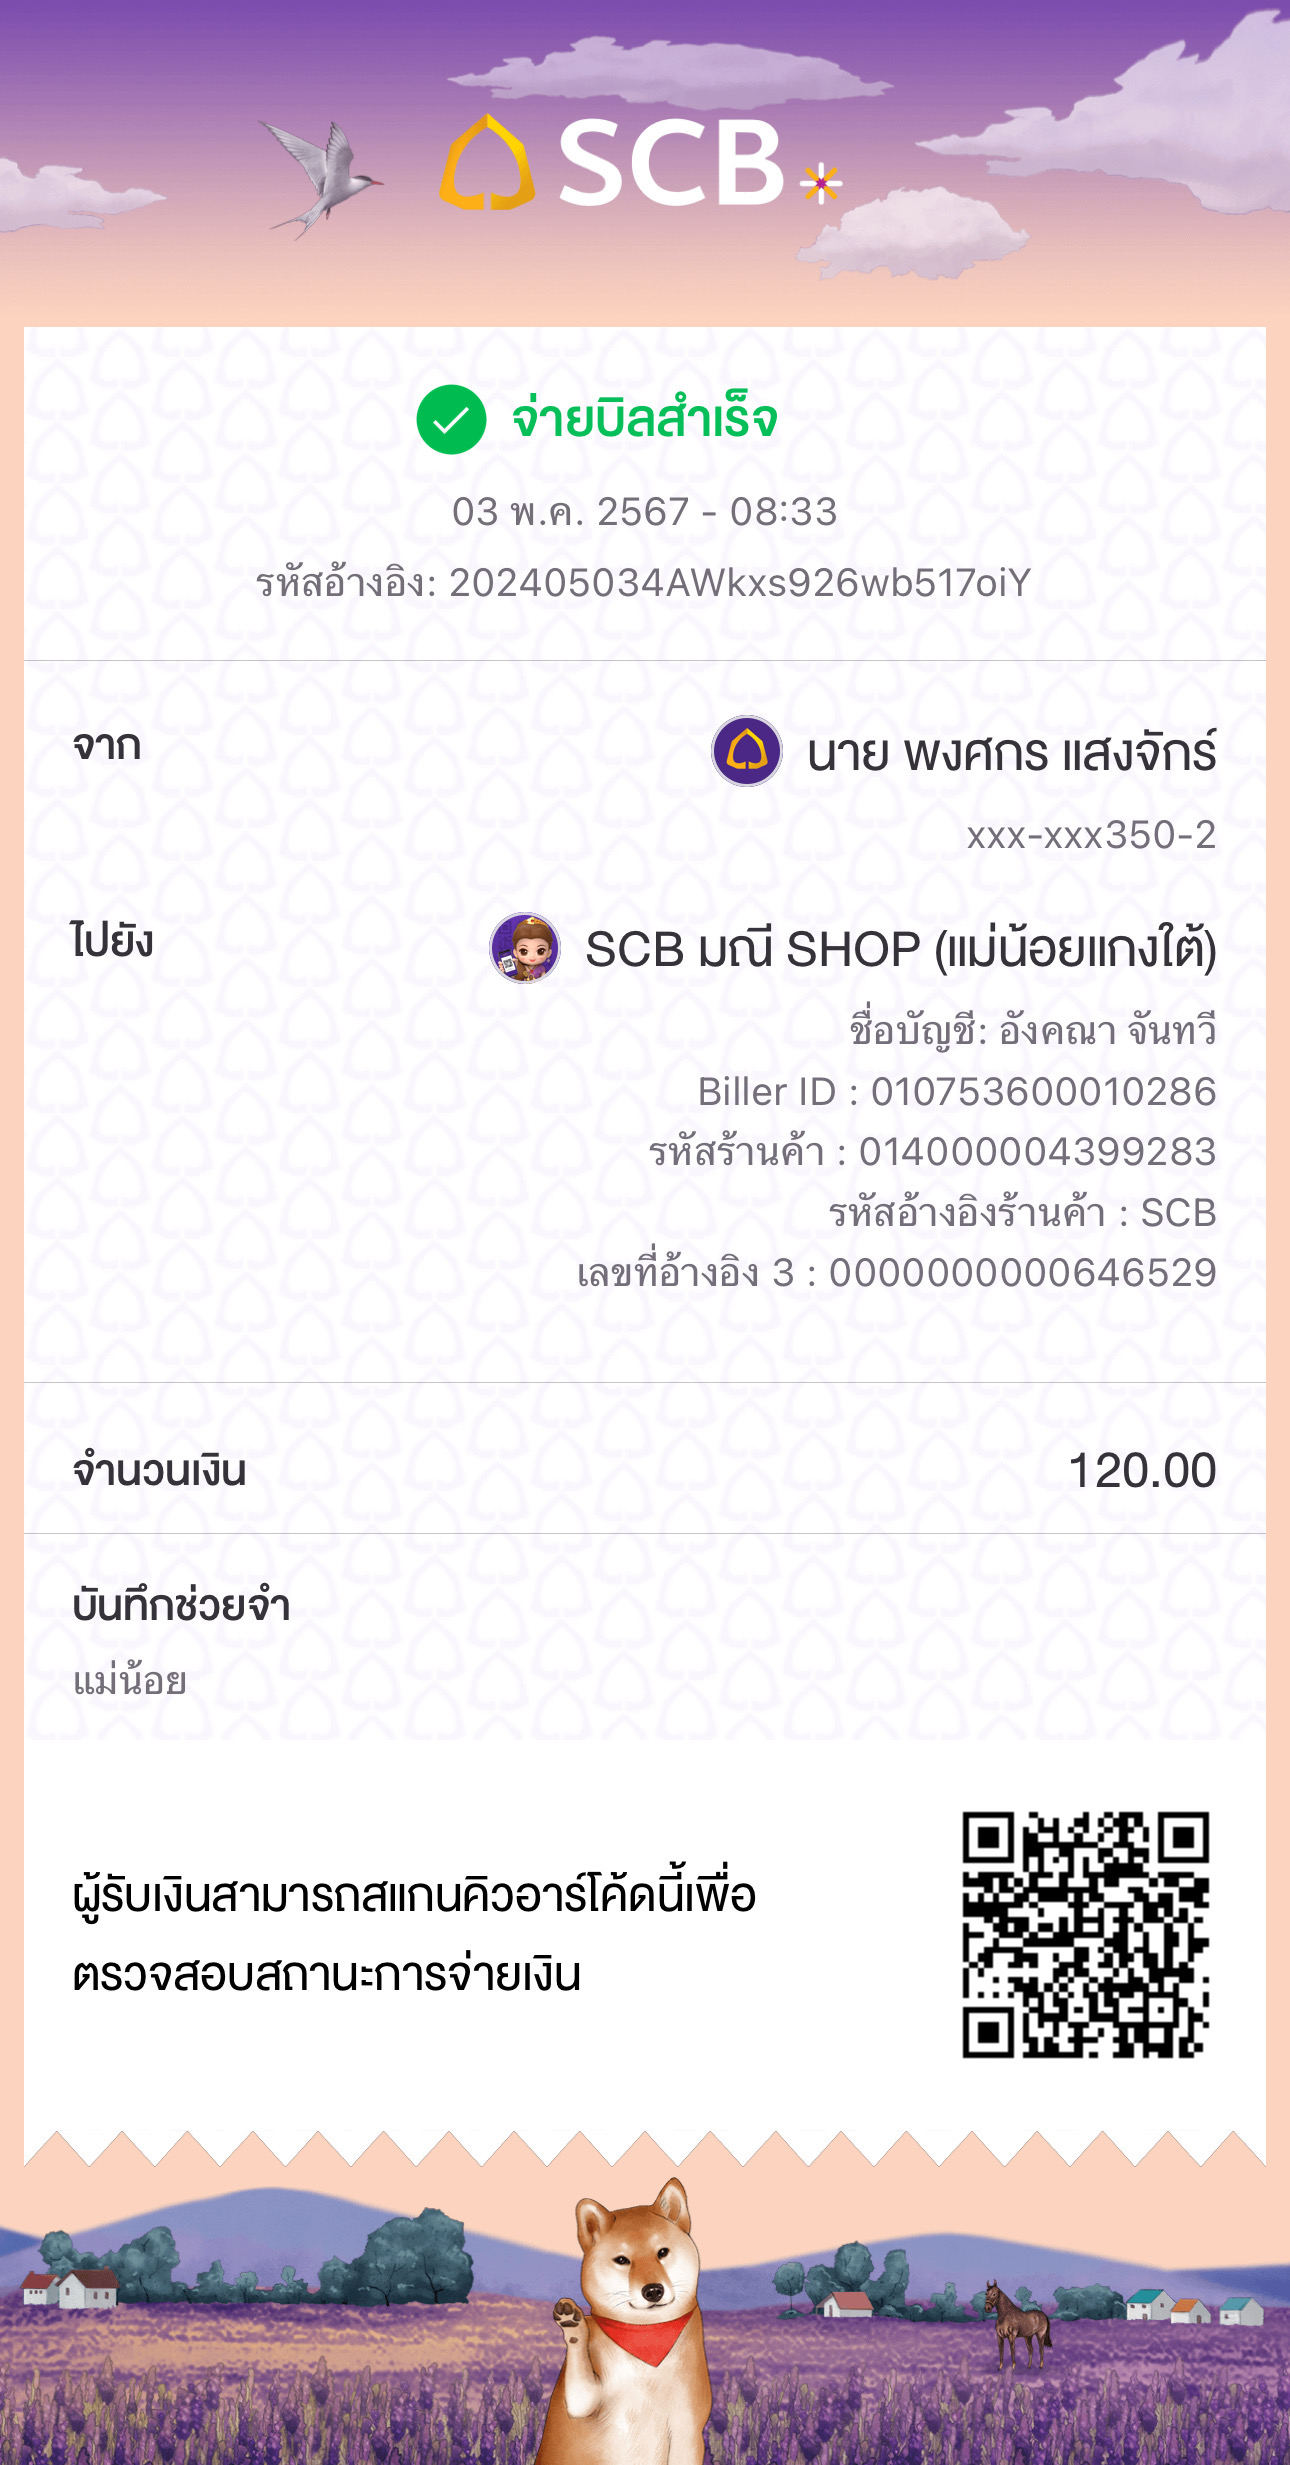 SCB
จ่ายบิลสำเร็จ
03 พ.ค. 2567 - 08:33
รหัสอ้างอิง: 202405034AWkxs926wb517oiY
จาก
นาย พงศกร แสงจักร์
xxx-xxx350-2
ไปยัง
SCB มณี SHOP (แม่น้อยแกงใต้)
ชื่อบัญชี: อังคณา จันทวี
Biller ID : 010753600010286
รหัสร้านค้า : 014000004399283
รหัสอ้างอิงร้านค้า : SCB
เลขที่อ้างอิง 3 : 0000000000646529
จำนวนเงิน
120.00
บันทึกช่วยจำ
แม่น้อย
ผู้รับเงินสามารถสแกนคิวอาร์โค้ดนี้เพื่อ
ตรวจสอบสถานะการจ่ายเงิน